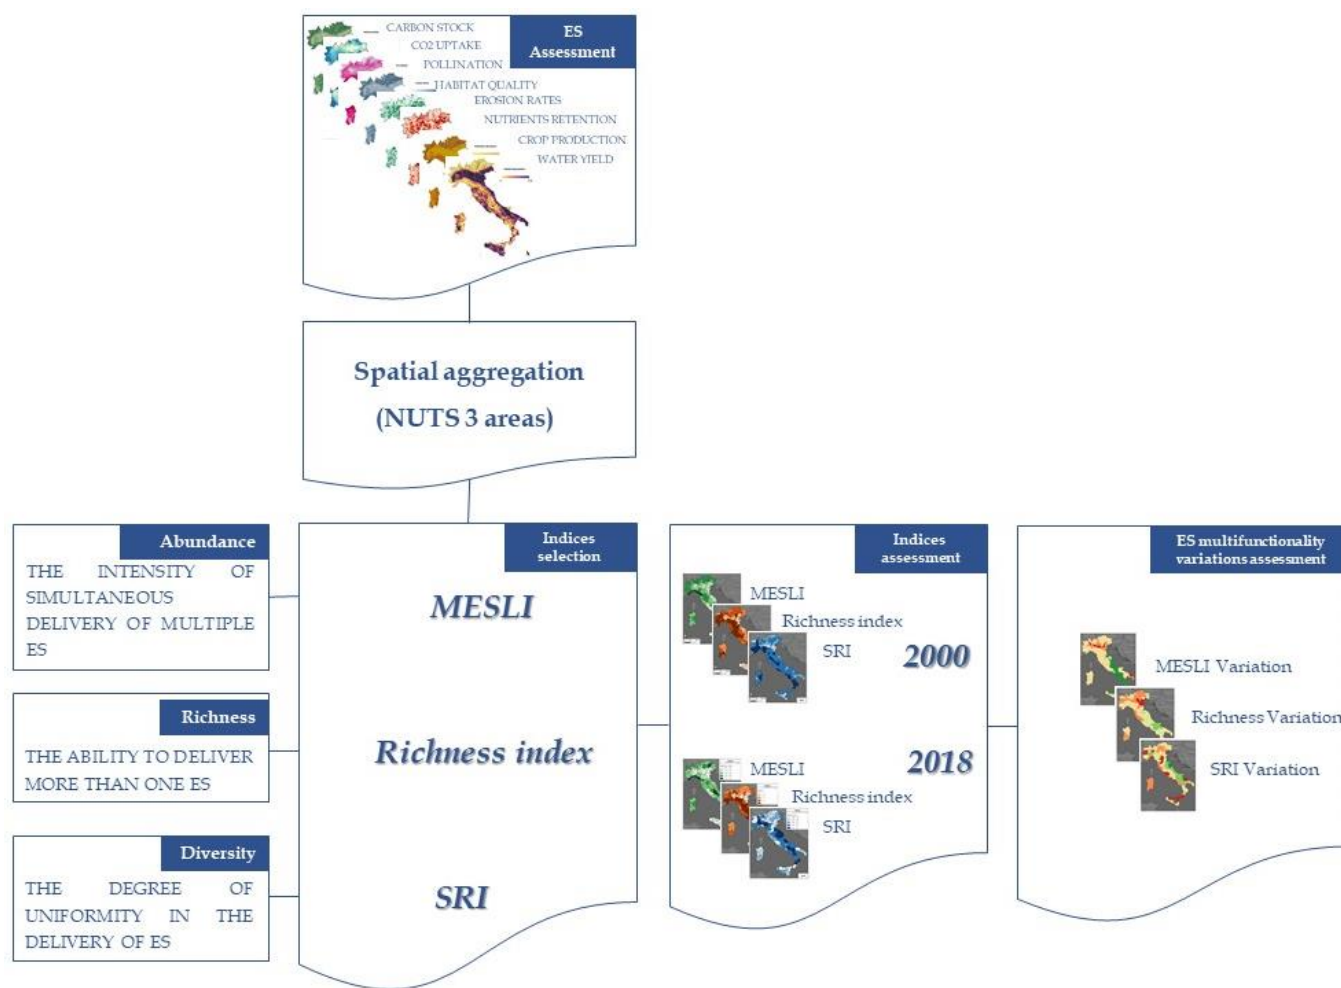 ES
Assessment
CARBON STOCK
CO2 UPTAKE
POLLINATION
HABITAT QUALITY
EROSION RATES
NUTRIENTS RETENTION
CROP PRODUCTION
WATER YIELD
Spatial aggregation
(NUTS 3 areas)
Abundance
THE INTENSITY OF
SIMULTANEOUS
DELIVERY OF MULTIPLE
ES
Richness
THE ABILITY TO DELIVER
MORE THAN ONE ES
Diversity
THE DEGREE OF
UNIFORMITY IN THE
DELIVERY OF ES
Indices
selection
MESLI
Richness index
SRI
Indices
assessment
MESLI
Richness index
SRI
2000
2018
MESLI
Richness index
SRI
ES multifunctionality
variations assessment
MESLI Variation
Richness Variation
SRI Variation